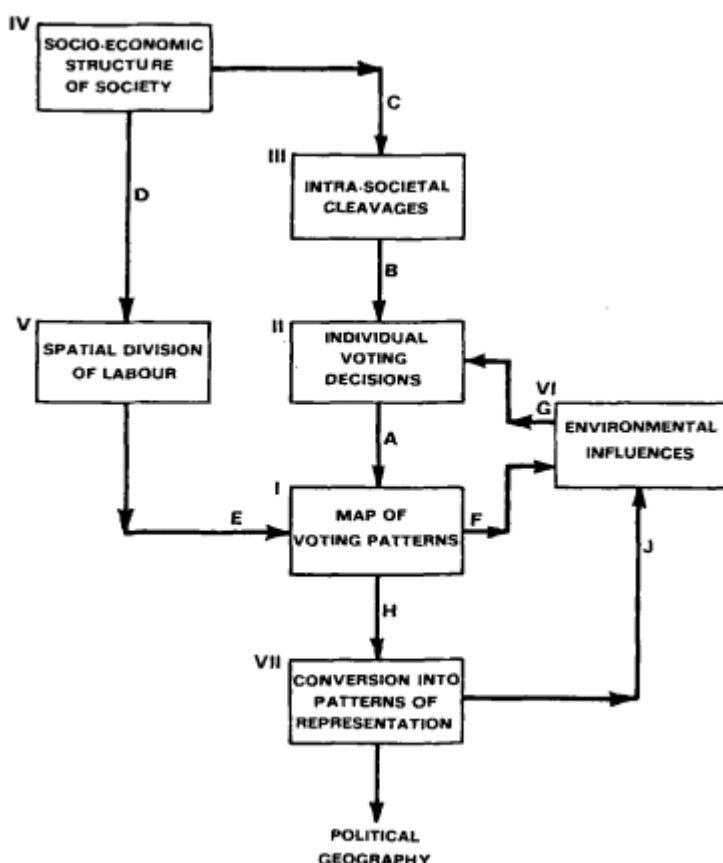 IV
SOCIO-ECONOMIC
STRUCTURE
OF SOCIETY
C
III
INTRA-SOCIETAL
CLEAVAGES
D
B
V
SPATIAL DIVISION
OF LABOUR
II
INDIVIDUAL
VOTING
DECISIONS
VI
G
ENVIRONMENTAL
INFLUENCES
A
I
MAP OF
VOTING PATTERNS
E
F
J
H
VII
CONVERSION INTO
PATTERNS OF
REPRESENTATION
POLITICAL
GEOGRAPHY